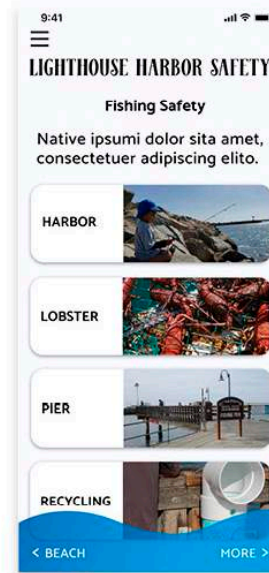 9:41
LIGHTHOUSE HARBOR SAFETY
Fishing Safety
Native ipsumi dolor sita amet,
consectetuer adipiscing elito.
HARBOR
LOBSTER
PIER
RECYCLING
< BEACH
MORE >